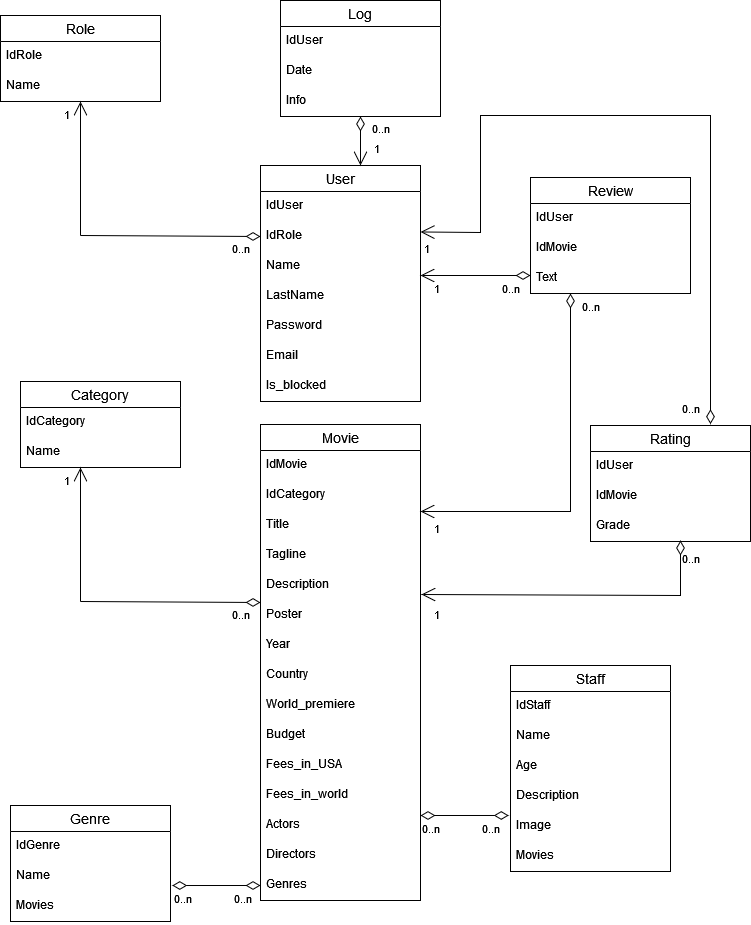 Role
IdRole
Name
1
Log
IdUser
Date
Info
0..n
1
User
IdUser
IdRole
Name
LastName
Password
Email
Is_blocked
0..n
1
1
0..n
Review
IdUser
IdMovie
Text
0..n
Category
IdCategory
Name
1
0..n
Rating
IdUser
IdMovie
Grade
0..n
Movie
IdMovie
IdCategory
Title
Tagline
Description
Poster
Year
Country
World_premiere
Budget
Fees_in_USA
Fees_in_world
Actors
Directors
Genres
1
1
0..n
Staff
IdStaff
Name
Age
Description
Image
Movies
0..n
0..n
Genre
IdGenre
Name
Movies
0..n
0..n